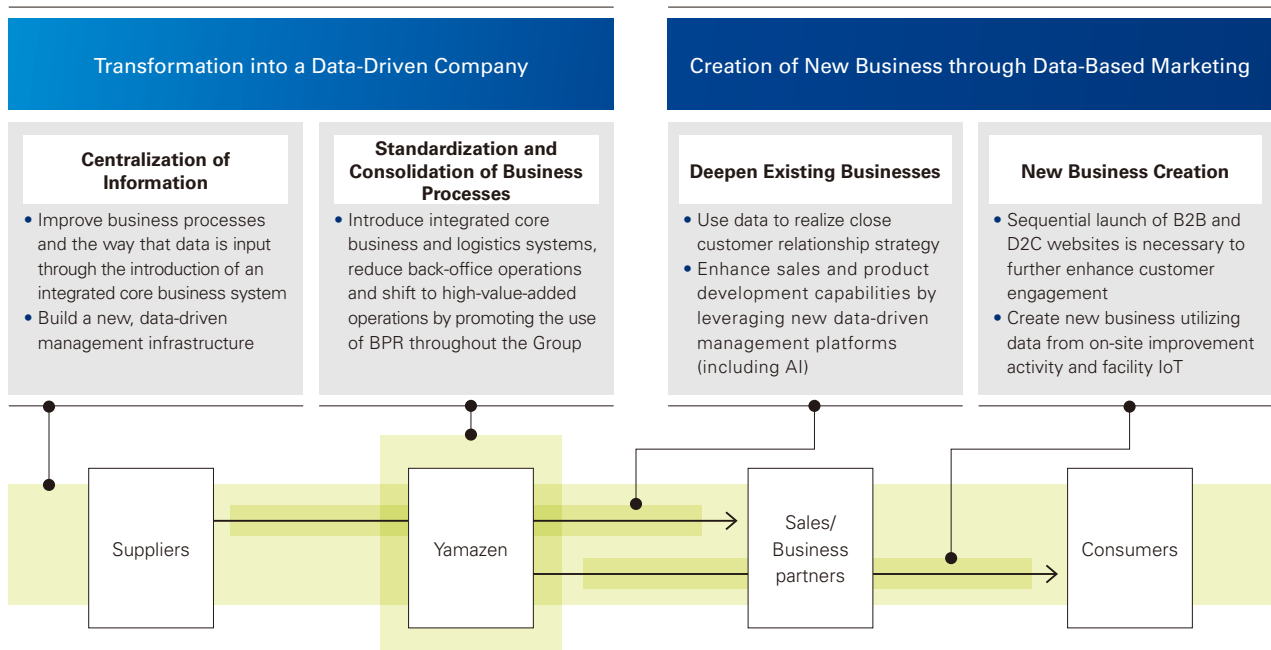 Transformation into a Data-Driven Company
Creation of New Business through Data-Based Marketing
Centralization of
Information
• Improve business processes
and the way that data is input
through the introduction of an
integrated core business system
• Build a new, data-driven
management infrastructure
Standardization and
Consolidation of Business
Processes
• Introduce integrated core
business and logistics systems,
reduce back-office operations
and shift to high-value-added
operations by promoting the use
of BPR throughout the Group
Deepen Existing Businesses
• Use data to realize close
customer relationship strategy
• Enhance sales and product
development capabilities by
leveraging new data-driven
management platforms
(including AI)
New Business Creation
• Sequential launch of B2B and
D2C websites is necessary to
further enhance customer
engagement
• Create new business utilizing
data from on-site improvement
activity and facility IoT
Suppliers
Yamazen
Sales/
Business
partners
Consumers